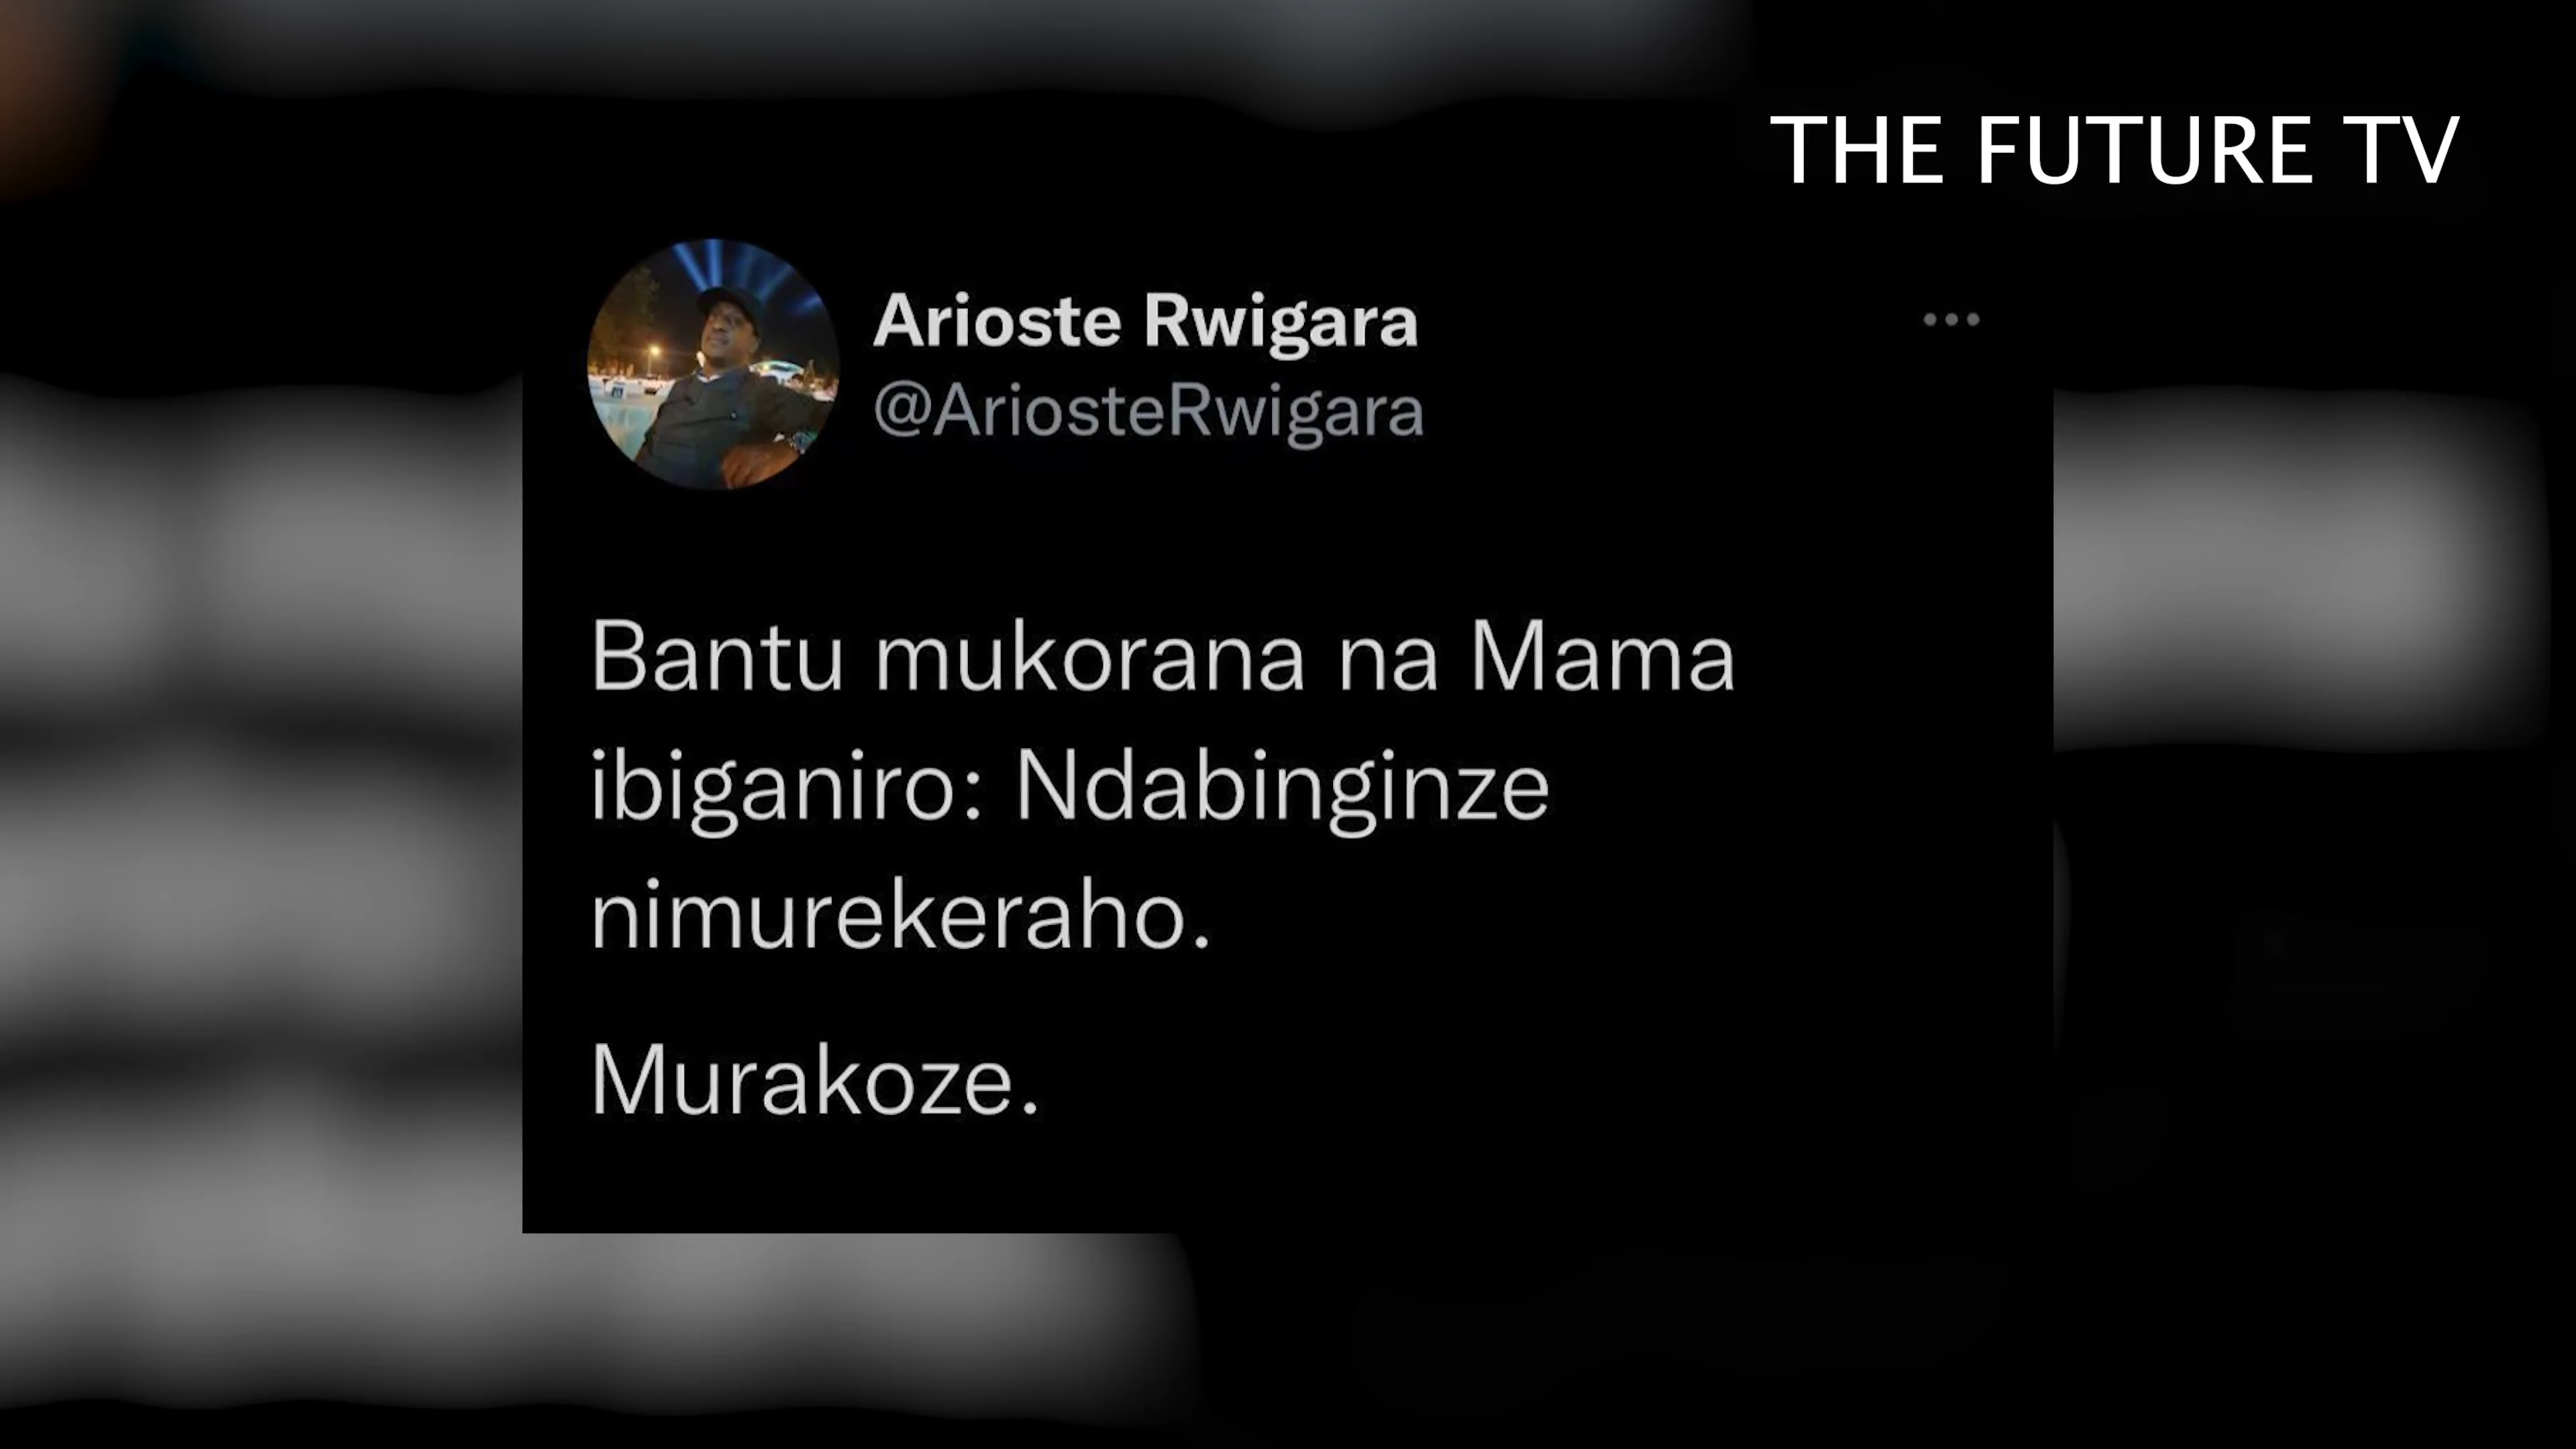 THE FUTURE TV
Arioste Rwigara
@AriosteRwigara
Bantu mukorana na Mama
ibiganiro: Ndabinginze
nimurekeraho.
Murakoze.